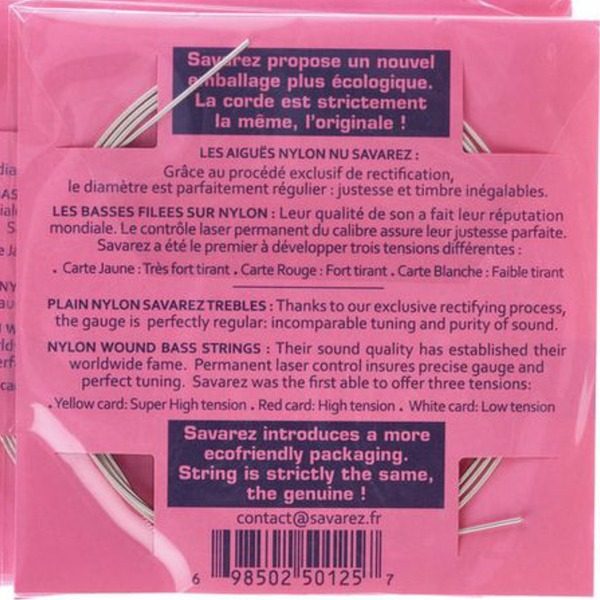 Savarez propose un nouvel
emballage plus écologique.
La corde est strictement
la même, l'originale !
LES AIGUËS NYLON NU SAVAREZ :
Grâce au procédé exclusif de rectification,
le diamètre est parfaitement régulier : justesse et timbre inégalables.
LES BASSES FILEES SUR NYLON : Leur qualité de son a fait leur réputation
mondiale. Le contrôle laser permanent du calibre assure leur justesse parfaite.
Savarez a été le premier à développer trois tensions différentes :
. Carte Jaune : Très fort tirant . Carte Rouge : Fort tirant . Carte Blanche : Faible tirant
PLAIN NYLON SAVAREZ TREBLES : Thanks to our exclusive rectifying process,
the gauge is perfectly regular: incomparable tuning and purity of sound.
NYLON WOUND BASS STRINGS : Their sound quality has established their
worldwide fame. Permanent laser control insures precise gauge and
perfect tuning. Savarez was the first able to offer three tensions:
. Yellow card: Super High tension . Red card: High tension . White card: Low tension
Savarez introduces a more
ecofriendly packaging.
String is strictly the same,
the genuine !
contact@savarez.fr
6 98502 50125 7